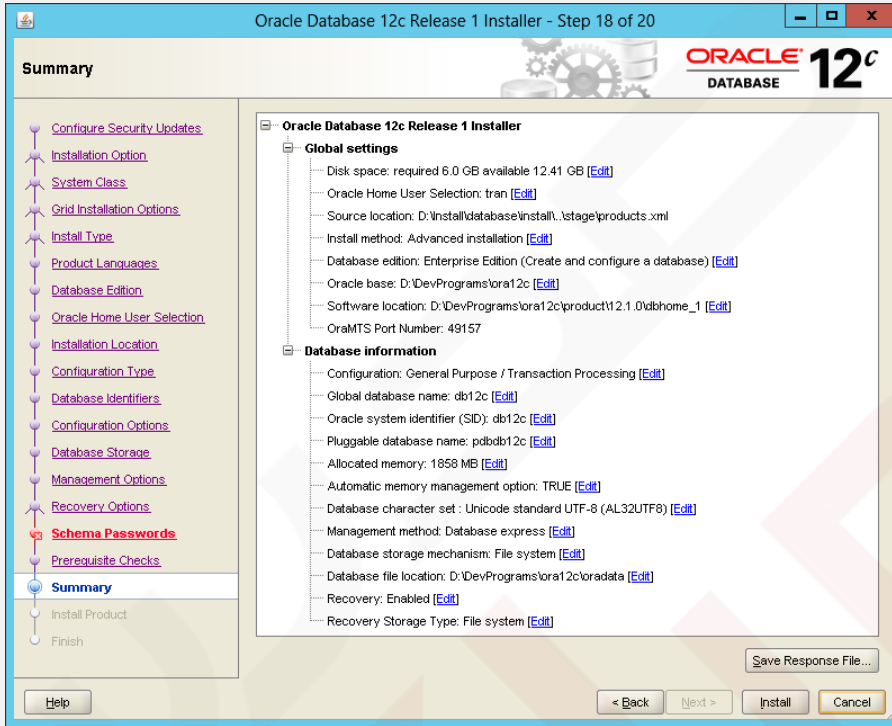 Oracle Database 12c Release 1 Installer - Step 18 of 20
Summary
ORACLE
DATABASE
12c
Configure Security Updates
Installation Option
System Class
Grid Installation Options
Install Type
Product Languages
Database Edition
Oracle Home User Selection
Installation Location
Configuration Type
Database Identifiers
Configuration Options
Database Storage
Management Options
Recovery Options
Schema Passwords
Prerequisite Checks
Summary
Install Product
Finish
Oracle Database 12c Release 1 Installer
Global settings
Disk space: required 6.0 GB available 12.41 GB [Edit]
Oracle Home User Selection: tran [Edit]
Source location: D:\Install\database\install\..\stage\products.xml
Install method: Advanced installation [Edit]
Database edition: Enterprise Edition (Create and configure a database) [Edit]
Oracle base: D:\DevPrograms\ora12c [Edit]
Software location: D:\DevPrograms\ora12c\product\12.1.0\dbhome_1 [Edit]
OraMTS Port Number: 49157
Database information
Configuration: General Purpose / Transaction Processing [Edit]
Global database name: db12c [Edit]
Oracle system identifier (SID): db12c [Edit]
Pluggable database name: pdbdb12c [Edit]
Allocated memory: 1858 MB [Edit]
Automatic memory management option: TRUE [Edit]
Database character set : Unicode standard UTF-8 (AL32UTF8) [Edit]
Management method: Database express [Edit]
Database storage mechanism: File system [Edit]
Database file location: D:\DevPrograms\ora12c\oradata [Edit]
Recovery: Enabled [Edit]
Recovery Storage Type: File system [Edit]
Save Response File...
Help
< Back
Next >
Install
Cancel